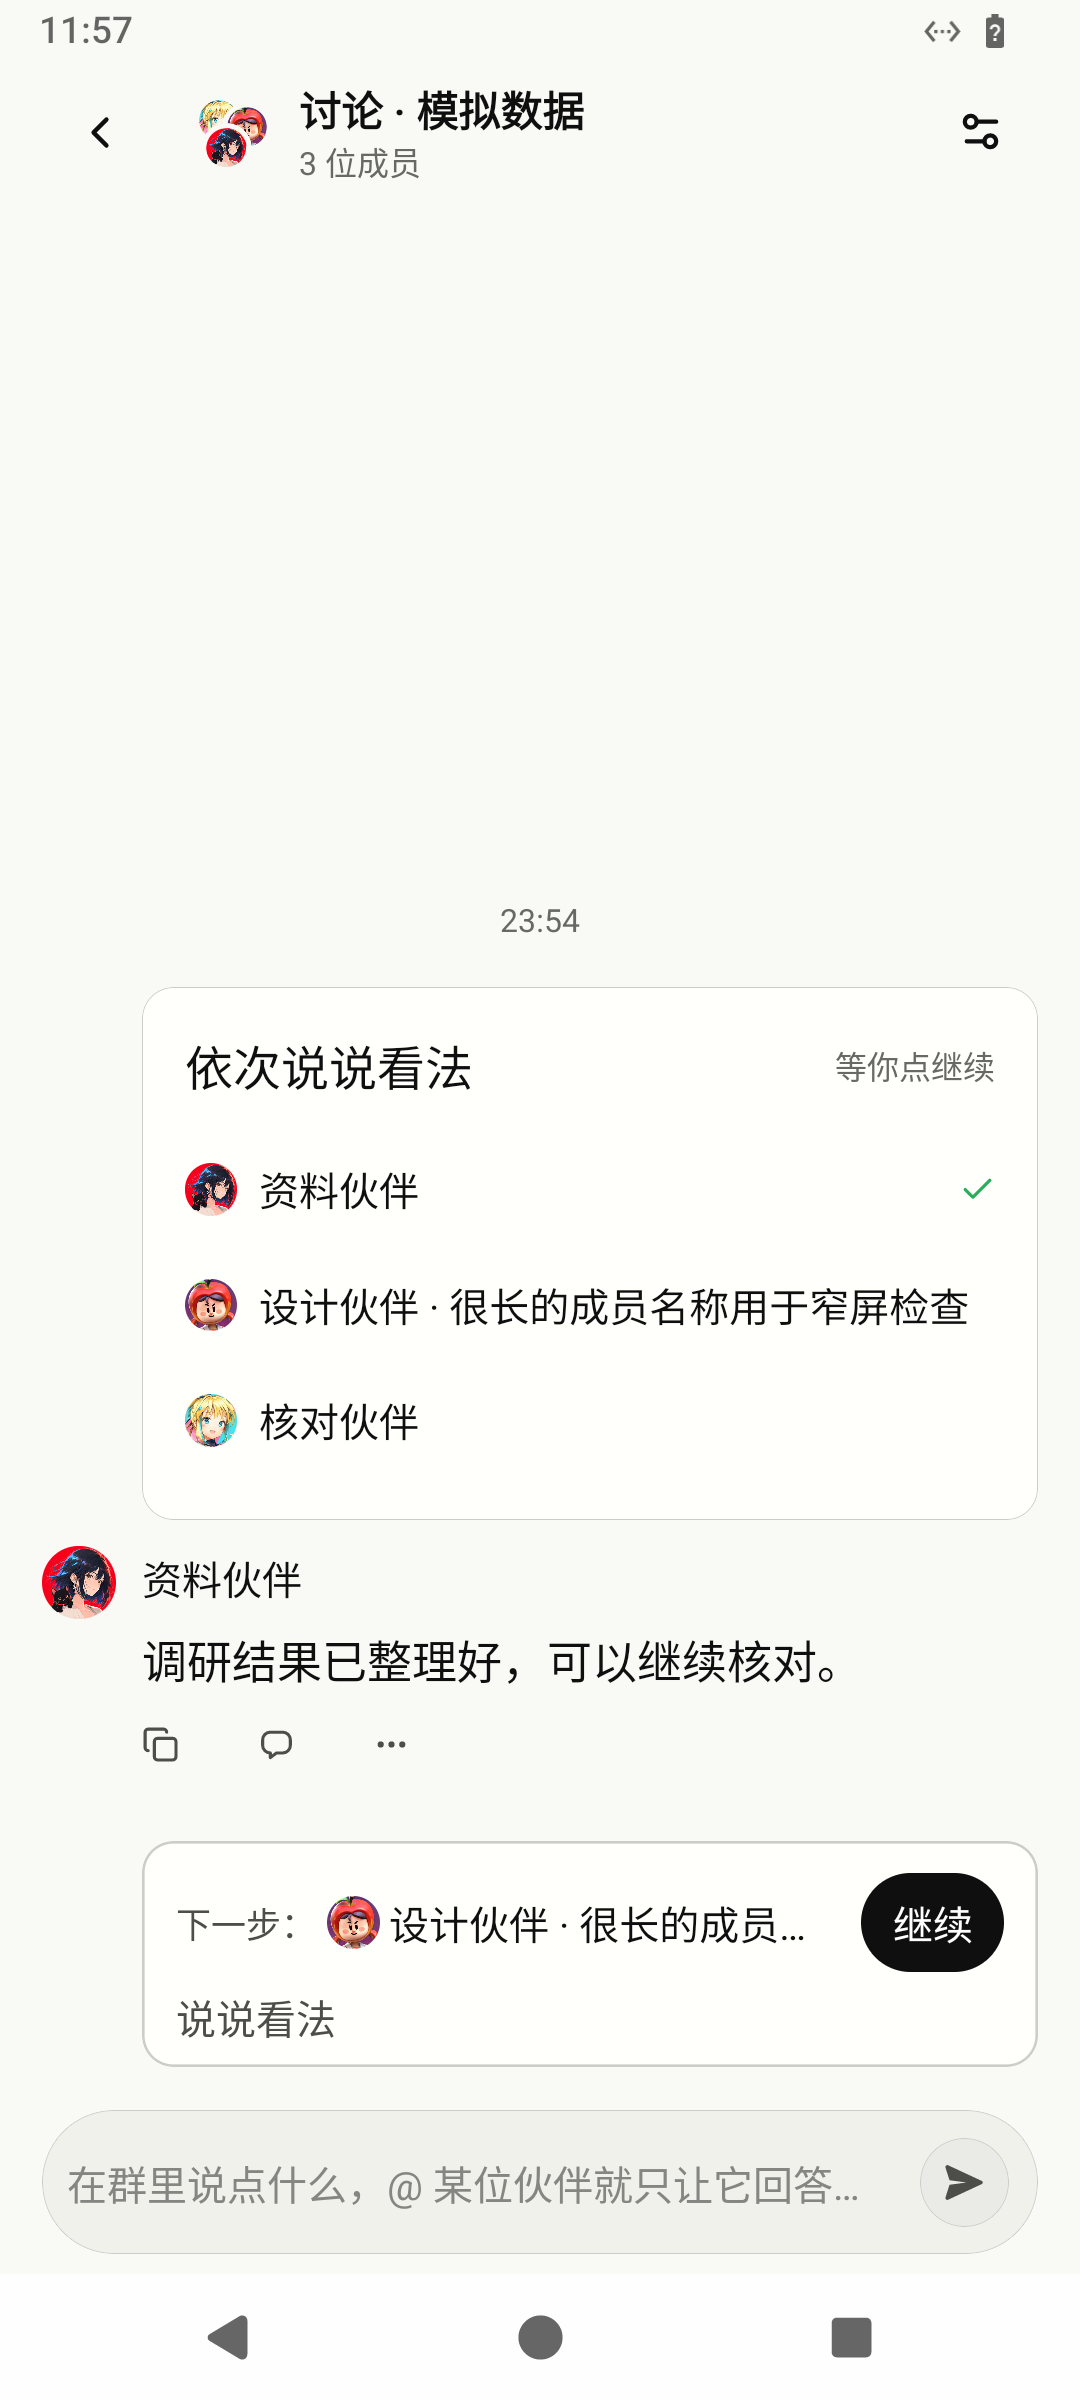 11:57
讨论 · 模拟数据
3 位成员
23:54
依次说说看法
等你点继续
资料伙伴
设计伙伴 · 很长的成员名称用于窄屏检查
核对伙伴
资料伙伴
调研结果已整理好，可以继续核对。
下一步： 设计伙伴 · 很长的成员...
继续
说说看法
在群里说点什么，@ 某位伙伴就只让它回答...